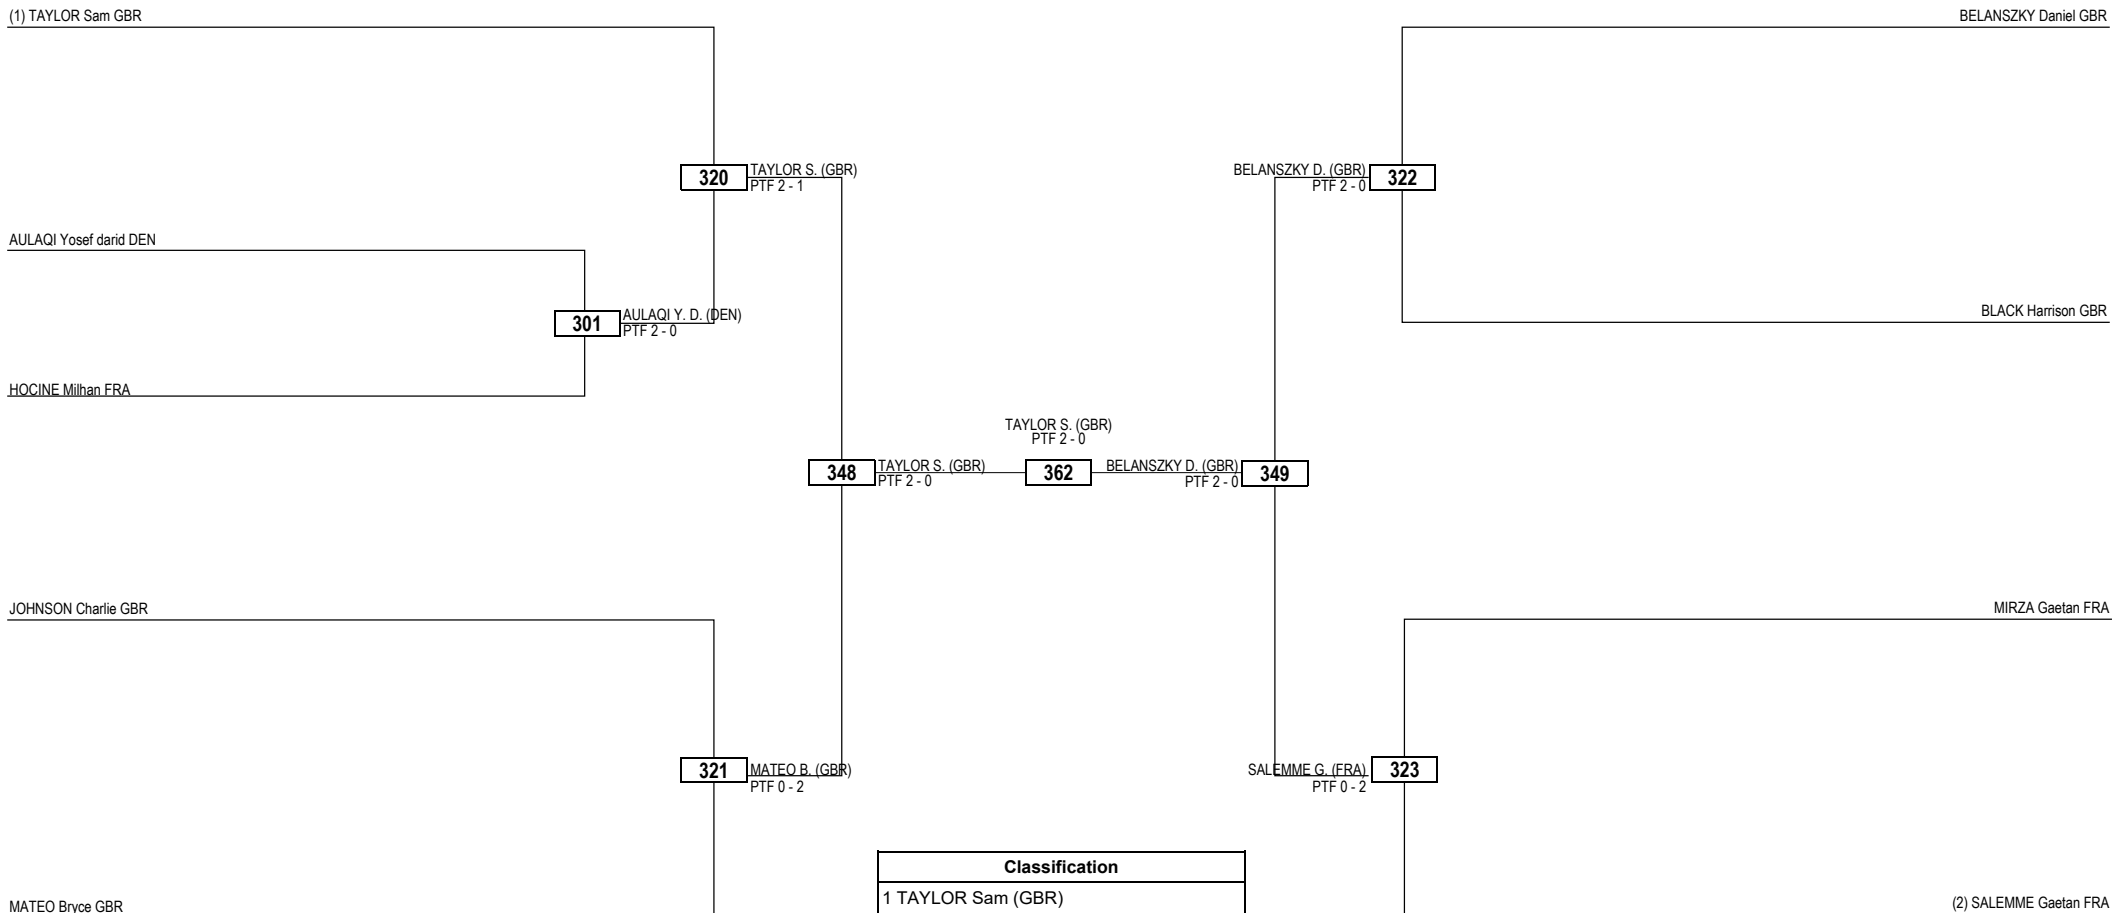 (1) TAYLOR Sam GBR
BELANSZKY Daniel GBR
320
TAYLOR S. (GBR)
PTF 2 - 1
BELANSZKY D. (GBR)
PTF 2 - 0
322
AULAQI Yosef darid DEN
301
AULAQI Y. D. (DEN)
PTF 2 - 0
BLACK Harrison GBR
HOCINE Milhan FRA
TAYLOR S. (GBR)
PTF 2 - 0
348
TAYLOR S. (GBR)
PTF 2 - 0
362
BELANSZKY D. (GBR)
PTF 2 - 0
349
JOHNSON Charlie GBR
MIRZA Gaetan FRA
321
MATEO B. (GBR)
PTF 0 - 2
SALEMME G. (FRA)
PTF 0 - 2
323
Classification
1 TAYLOR Sam (GBR)
MATEO Bryce GBR
(2) SALEMME Gaetan FRA